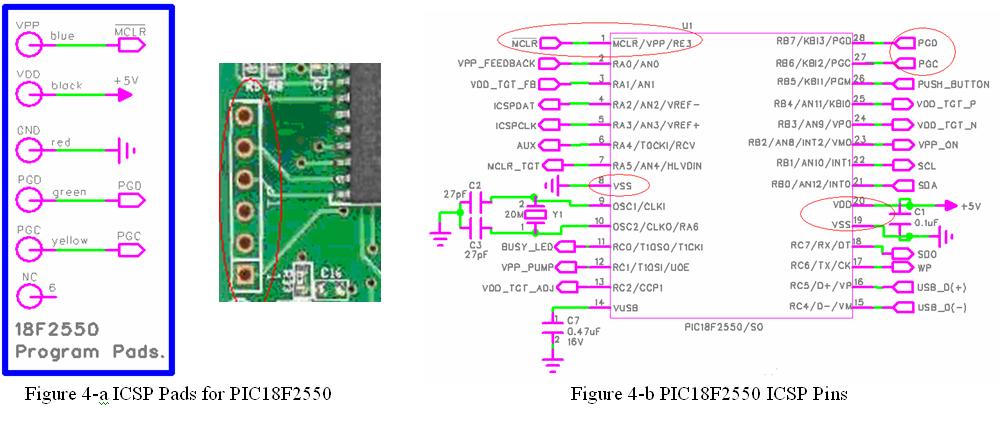 VPP
blue
MCLR
VDD
black
+5V
GND
red
PGD
green
PGD
PGC
yellow
PGC
NC
6
18F2550
Program Pads.
C14
Figure 4-a ICSP Pads for PIC18F2550
U1
MCLR 1 MCLR/VPP/RE3
VPP_FEEDBACK 2 RA0/AN0
VDD_TGT_FB 3 RA1/AN1
ICSPDAT 4 RA2/AN2/VREF-
ICSPCLK 5 RA3/AN3/VREF+
AUX 6 RA4/TOCKI/RCV
MCLR_TGT 7 RA5/AN4/HLVDIN
8 VSS
9 OSC1/CLKI
10 OSC2/CLKO/RA6
BUSY_LED 11 RC0/T1OSO/T1CKI
VPP_PUMP 12 RC1/T1OSI/UOE
VDD_TGT_ADJ 13 RC2/CCP1
14 VUSB
C2
27pF
20M
Y1
1
2
C3
27pF
1
C7
0.47uF
2
16V
RB7/KBI3/PGD 28 PGD
RB6/KBI2/PGC 27 PGC
RB5/KBI1/PGM 26 PUSH_BUTTON
RB4/AN11/KBI0 25 VDD_TGT_P
RB3/AN9/VPO 24 VDD_TGT_N
RB2/AN8/INT2/VMO 23 VPP_ON
RB1/AN10/INT1 22 SCL
RB0/AN12/INT0 21 SDA
VDD 20
+5V
C1
0.1uF
VSS 19
RC7/RX/DT 18 SDO
RC6/TX/CK 17 WP
RC5/D+/VP 16 USB_D(+)
RC4/D-/VM 15 USB_D(-)
PIC18F2550/SO
Figure 4-b PIC18F2550 ICSP Pins